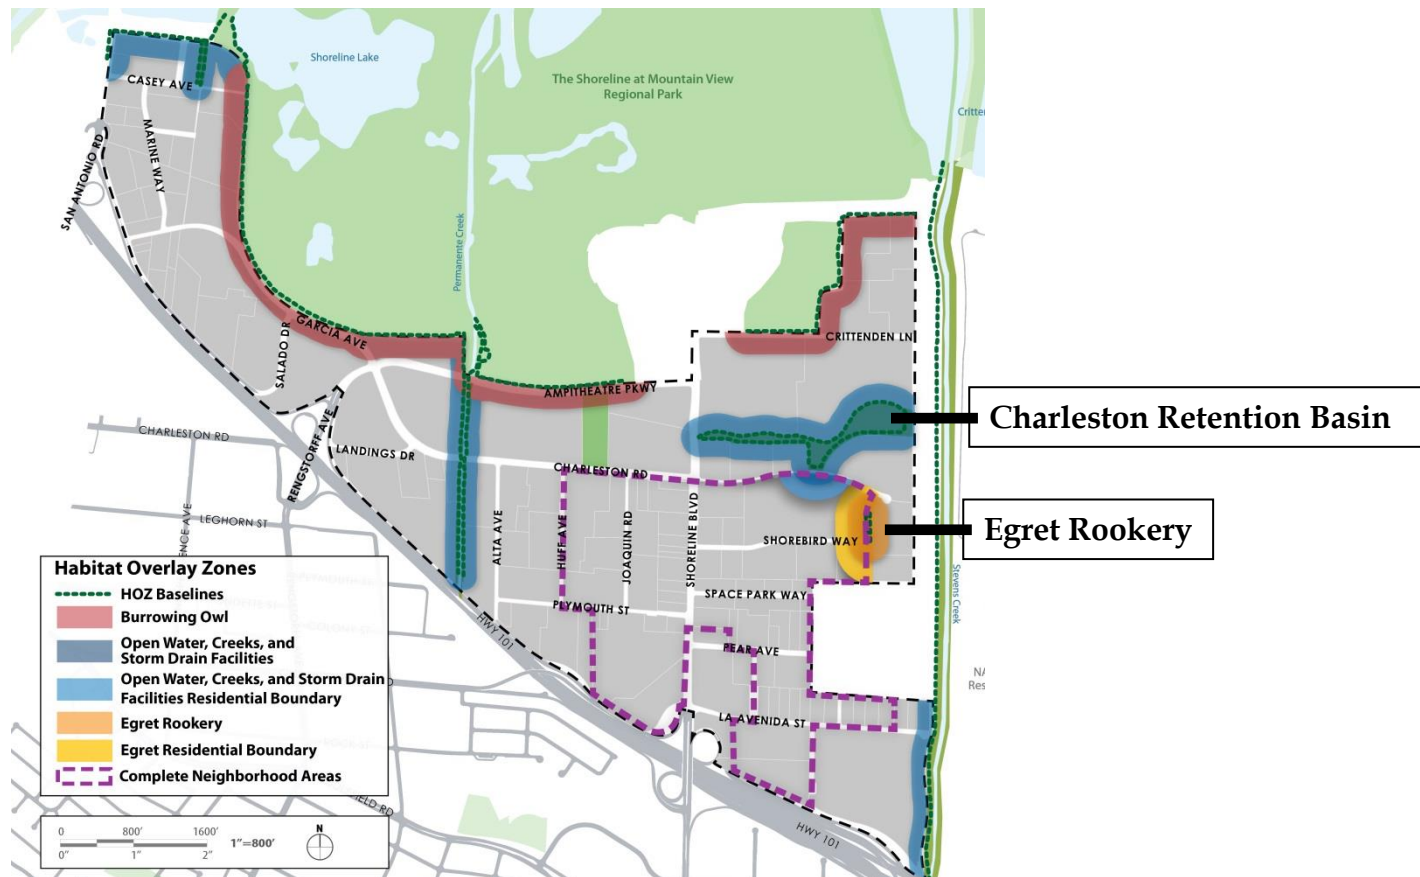 Shoreline Lake
The Shoreline at Mountain View
Regional Park
CASEY AVE
MARINE WAY
SAN ANTONIO RD
Permanente Creek
SALADO DR
GARCIA AVE
CRITTENDEN LN
AMPITHEATRE PKWY
Charleston Retention Basin
CHARLESTON RD
RENGSTORFF AVE
LANDINGS DR
CHARLESTON RD
LEGHORN ST
ALTA AVE
HUFF AVE
JOAQUIN RD
SHORELINE BLVD
SHOREBIRD WAY
Egret Rookery
SPACE PARK WAY
PLYMOUTH ST
Stevens Creek
HWY 101
PEAR AVE
LA AVENIDA ST
HWY 101
Habitat Overlay Zones
HOZ Baselines
Burrowing Owl
Open Water, Creeks, and
Storm Drain Facilities
Open Water, Creeks, and Storm Drain
Facilities Residential Boundary
Egret Rookery
Egret Residential Boundary
Complete Neighborhood Areas
0 800' 1600'
1"=800'
0" 1" 2"
N